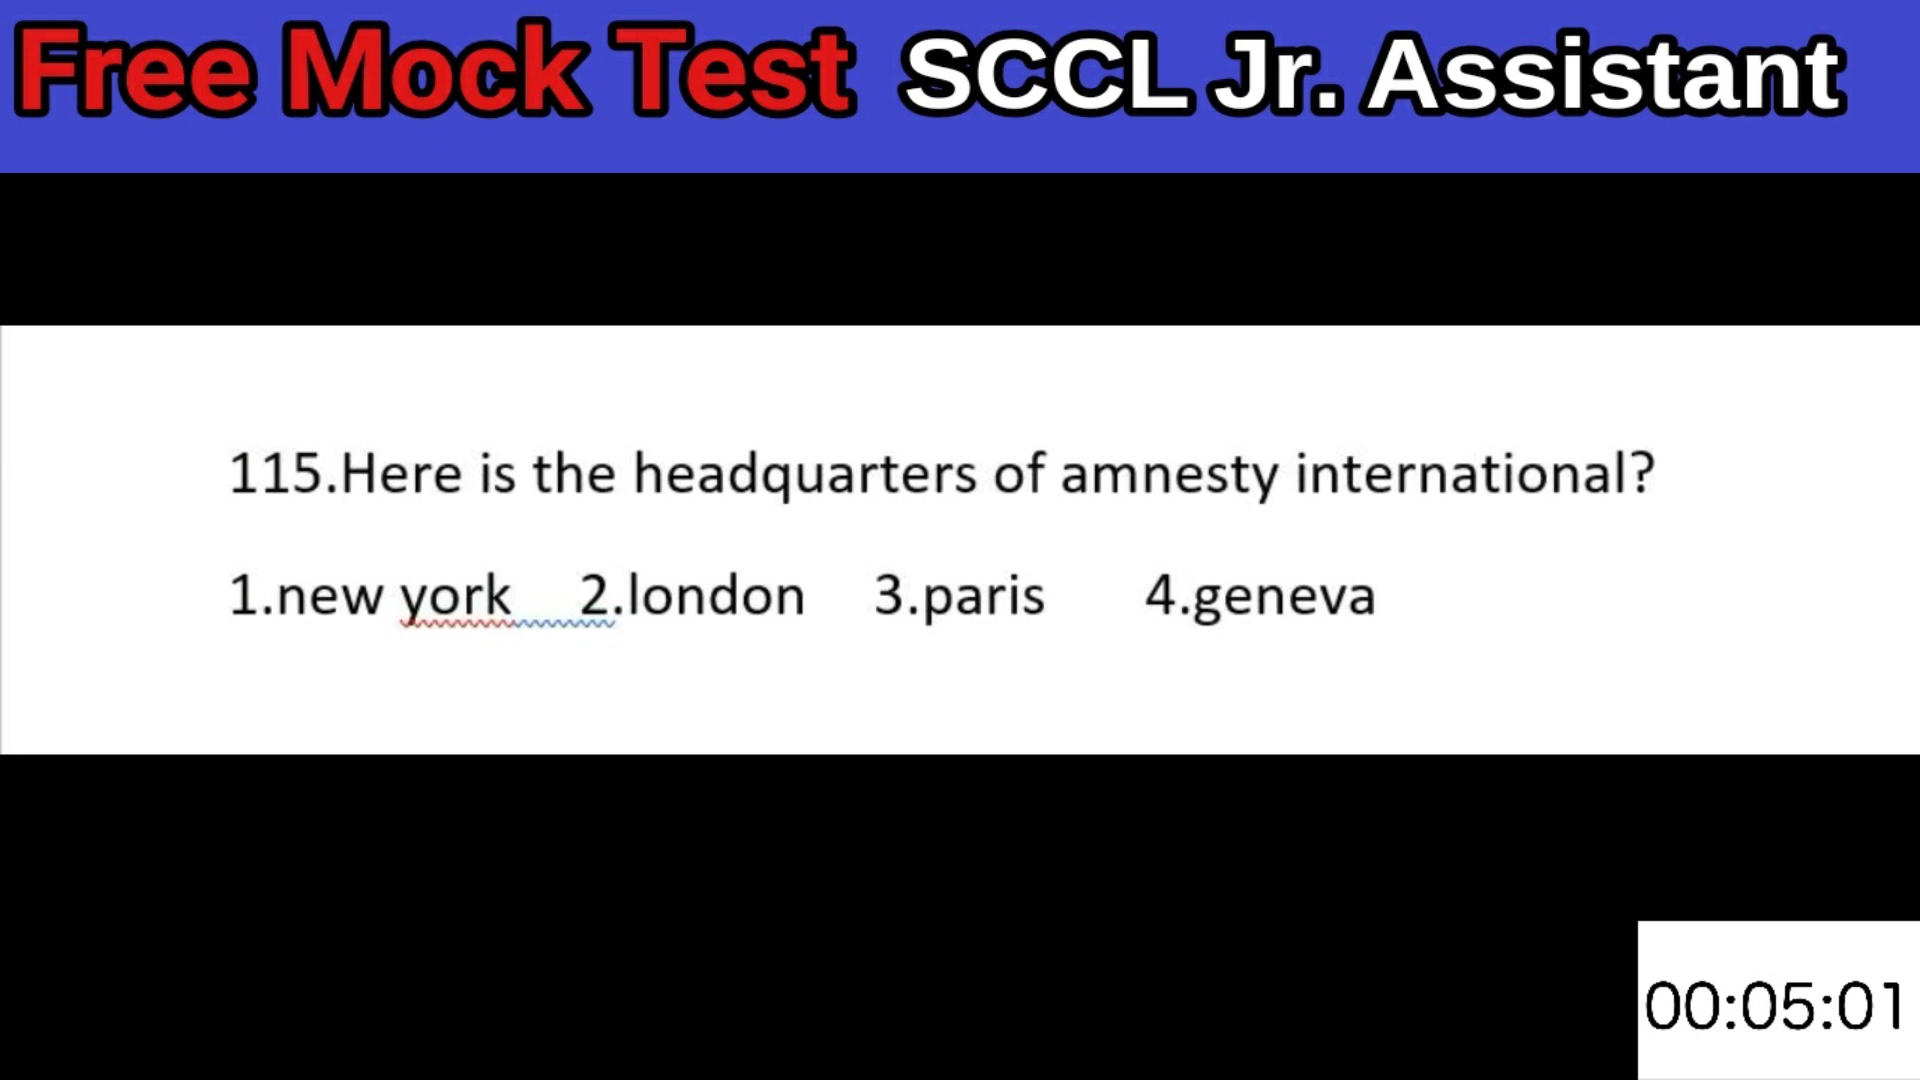 Free Mock Test SCCL Jr. Assistant
115.Here is the headquarters of amnesty international?
1.new york 2.london 3.paris 4.geneva
00:05:01